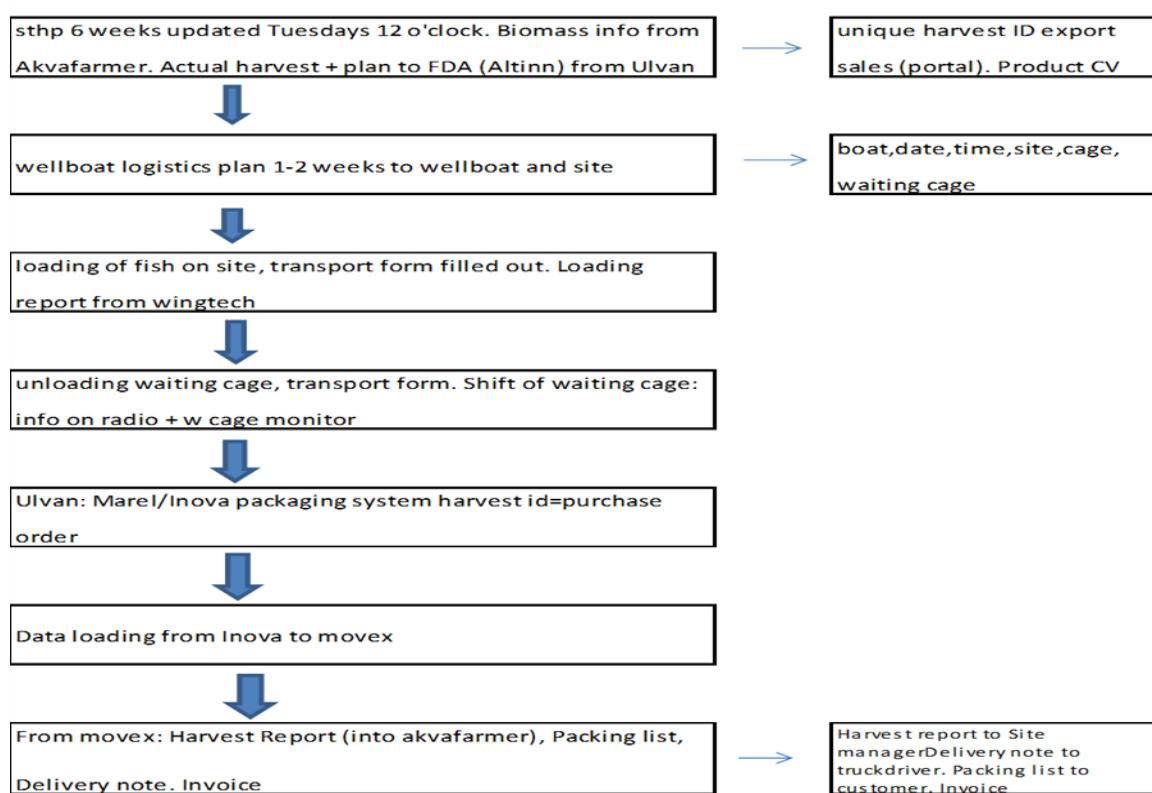 sthp 6 weeks updated Tuesdays 12 o'clock. Biomass info from
Akvafarmer. Actual harvest + plan to FDA (Altinn) from Ulvan
unique harvest ID export
sales (portal). Product CV
wellboat logistics plan 1-2 weeks to wellboat and site
boat,date,time,site,cage,
waiting cage
loading of fish on site, transport form filled out. Loading
report from wingtech
unloading waiting cage, transport form. Shift of waiting cage:
info on radio + w cage monitor
Ulvan: Marel/Inova packaging system harvest id=purchase
order
Data loading from Inova to movex
From movex: Harvest Report (into akvafarmer), Packing list,
Delivery note. Invoice
Harvest report to Site
managerDelivery note to
truckdriver. Packing list to
customer. Invoice